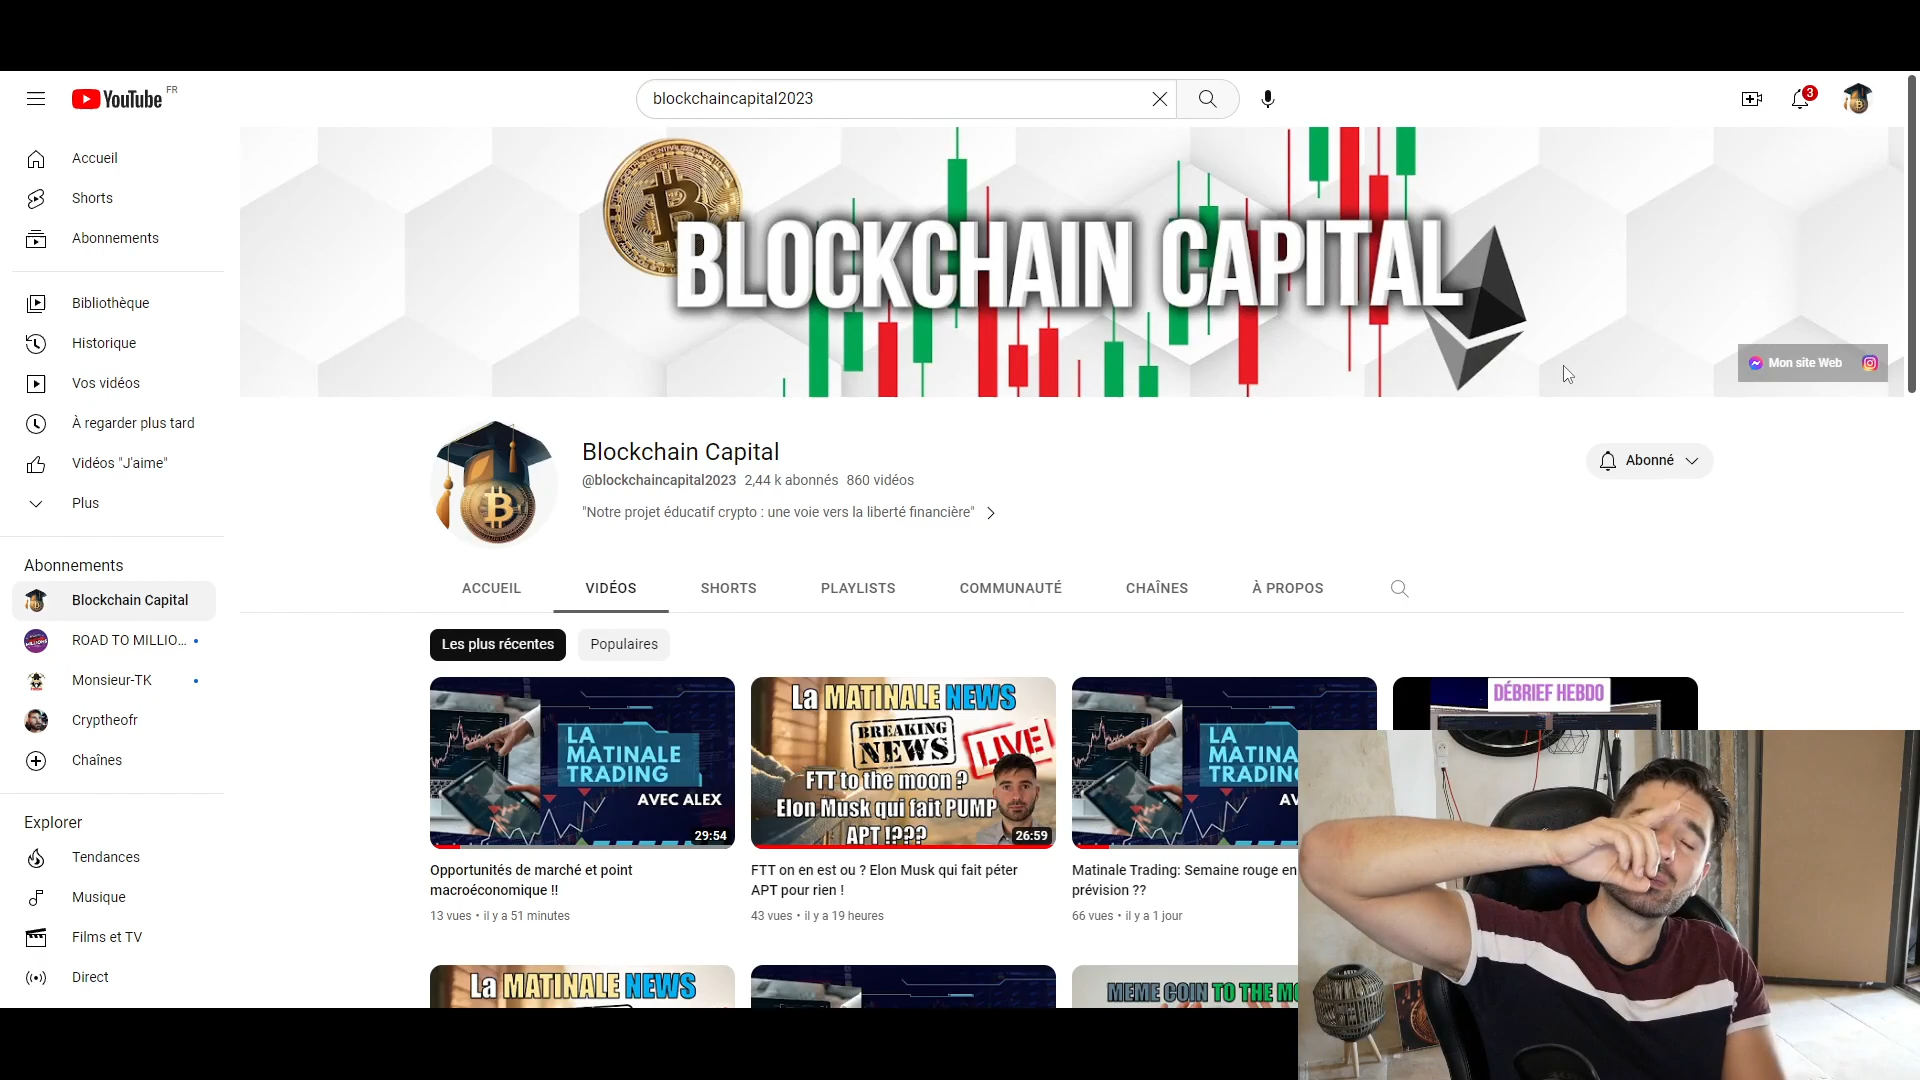 YouTube FR
blockchaincapital2023
3
Accueil
Shorts
Abonnements
Bibliothèque
Historique
Vos vidéos
À regarder plus tard
Vidéos "J'aime"
Plus
Abonnements
Blockchain Capital
ROAD TO MILLIO...
Monsieur-TK
Cryptheofr
Chaînes
Explorer
Tendances
Musique
Films et TV
Direct
BLOCKCHAIN CAPITAL
Mon site Web
Blockchain Capital
@blockchaincapital2023 2,44 k abonnés 860 vidéos
"Notre projet éducatif crypto : une voie vers la liberté financière"
ACCUEIL VIDÉOS SHORTS PLAYLISTS COMMUNAUTÉ CHAÎNES À PROPOS
Les plus récentes Populaires
LA
MATINALE
TRADING
AVEC ALEX
29:54
Opportunités de marché et point
macroéconomique !!
13 vues • il y a 51 minutes
La MATINALE NEWS
BREAKING
NEWS
LIVE
FTT to the moon ?
Elon Musk qui fait PUMP
APT !???
26:59
FTT on en est ou ? Elon Musk qui fait péter
APT pour rien !
43 vues • il y a 19 heures
LA
MATINA
TRADING
AV
Matinale Trading: Semaine rouge en
prévision ??
66 vues • il y a 1 jour
DÉBRIEF HEBDO
La MATINALE NEWS
MEME COIN TO THE M